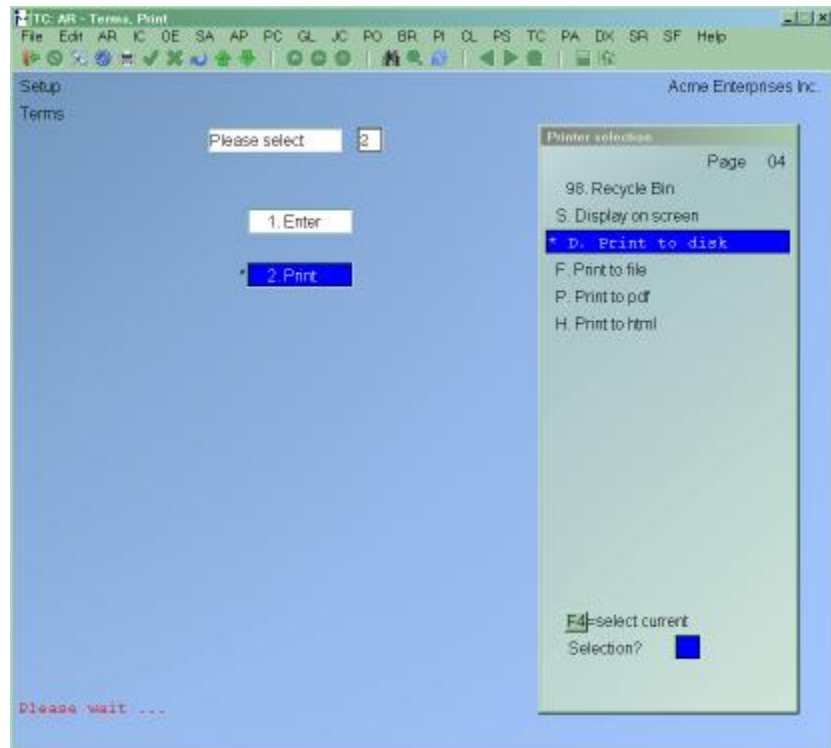 TC: AR - Terms, Print
File Edit AR IC OE SA AP PC GL JC PO BR PI CL PS TC PA DX SR SF Help
Setup
Acme Enterprises Inc.
Terms
Please select 2
1. Enter
* 2. Print
Printer selection
Page 04
98. Recycle Bin
S. Display on screen
* D. Print to disk
F. Print to file
P. Print to pdf
H. Print to html
F4=select current
Selection?
Please wait ...